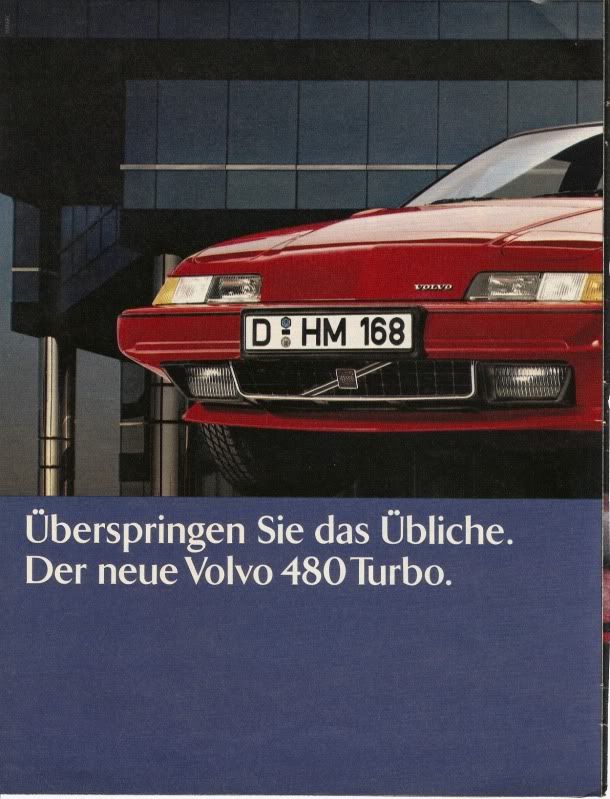 VOLVO
D HM 168
Überspringen Sie das Übliche.
Der neue Volvo 480 Turbo.